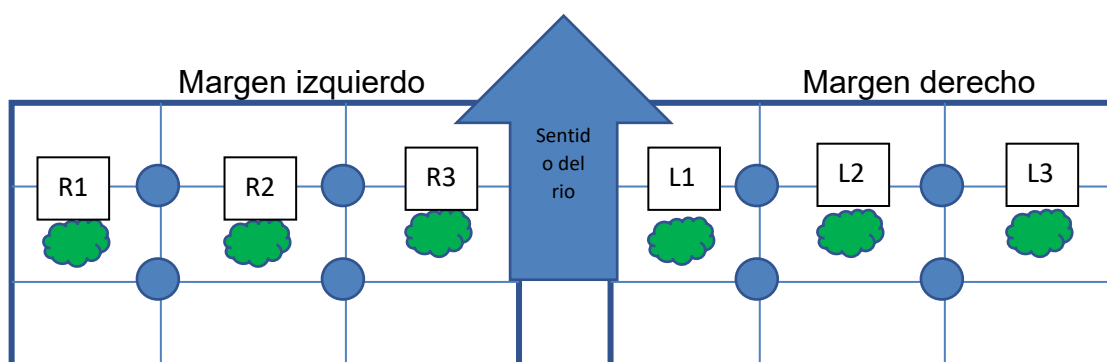 Margen izquierdo
Margen derecho
Sentid
o del
rio
R1
R2
R3
L1
L2
L3